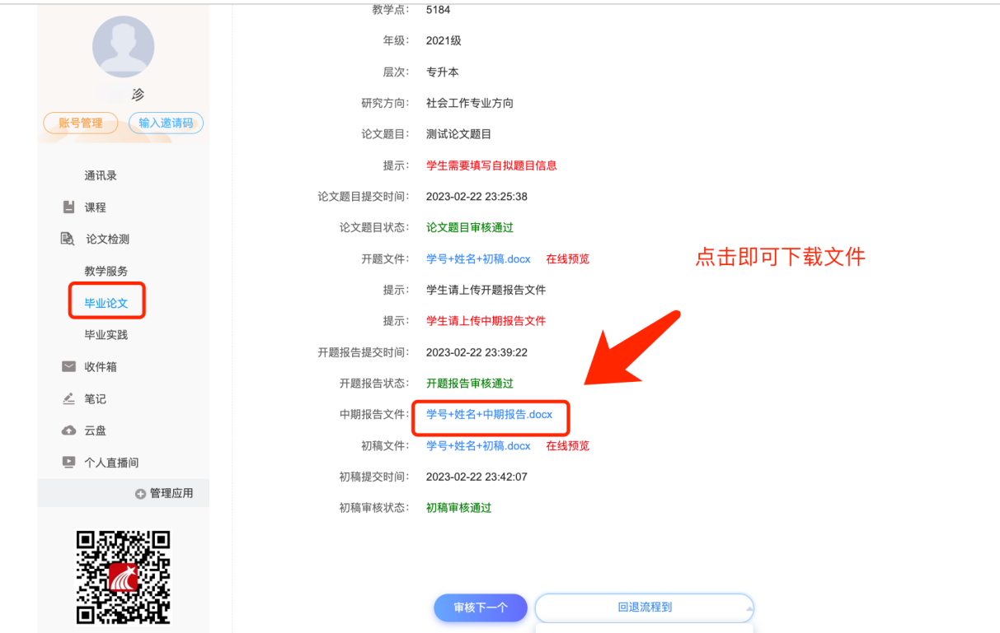 教学点： 5184
年级： 2021级
层次： 专升本
研究方向： 社会工作专业方向
论文题目： 测试论文题目
提示： 学生需要填写自拟题目信息
论文题目提交时间： 2023-02-22 23:25:38
论文题目状态： 论文题目审核通过
开题文件： 学号+姓名+初稿.docx 在线预览
提示： 学生请上传开题报告文件
提示： 学生请上传中期报告文件
开题报告提交时间： 2023-02-22 23:39:22
开题报告状态： 开题报告审核通过
中期报告文件： 学号+姓名+中期报告.docx
初稿文件： 学号+姓名+初稿.docx 在线预览
初稿提交时间： 2023-02-22 23:42:07
初稿审核状态： 初稿审核通过
审核下一个 回退流程到
点击即可下载文件
珍
账号管理 输入邀请码
通讯录
课程
论文检测
教学服务
毕业论文
毕业实践
收件箱
笔记
云盘
个人直播间
管理应用